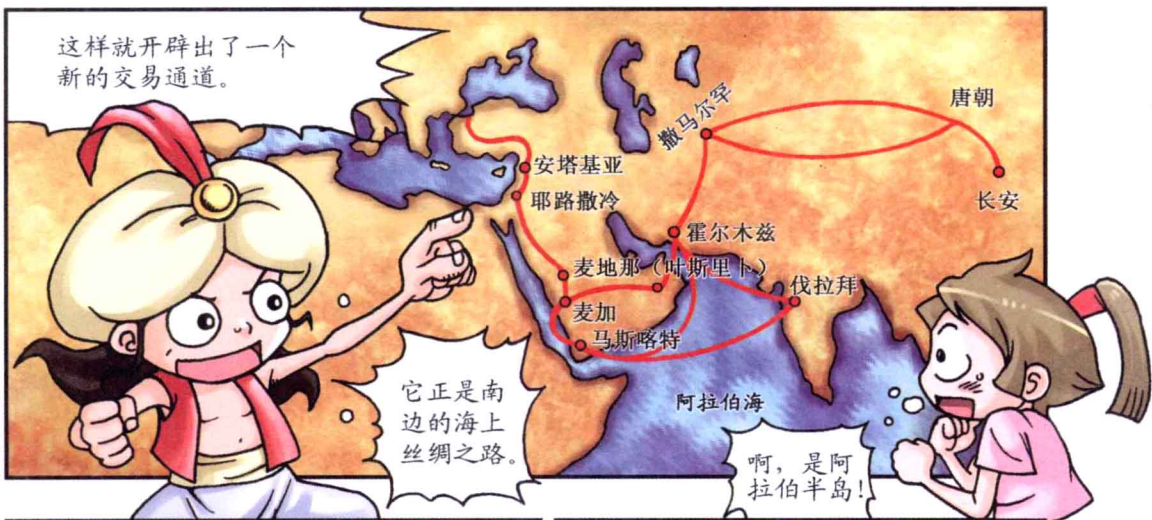 这样就开辟出了一个
新的交易通道。
唐朝
撒马尔罕
安塔基亚
耶路撒冷
长安
霍尔木兹
麦地那（叶斯里卜）
伐拉拜
麦加
马斯喀特
阿拉伯海
它正是南
边的海上
丝绸之路。
啊，是阿
拉伯半岛！